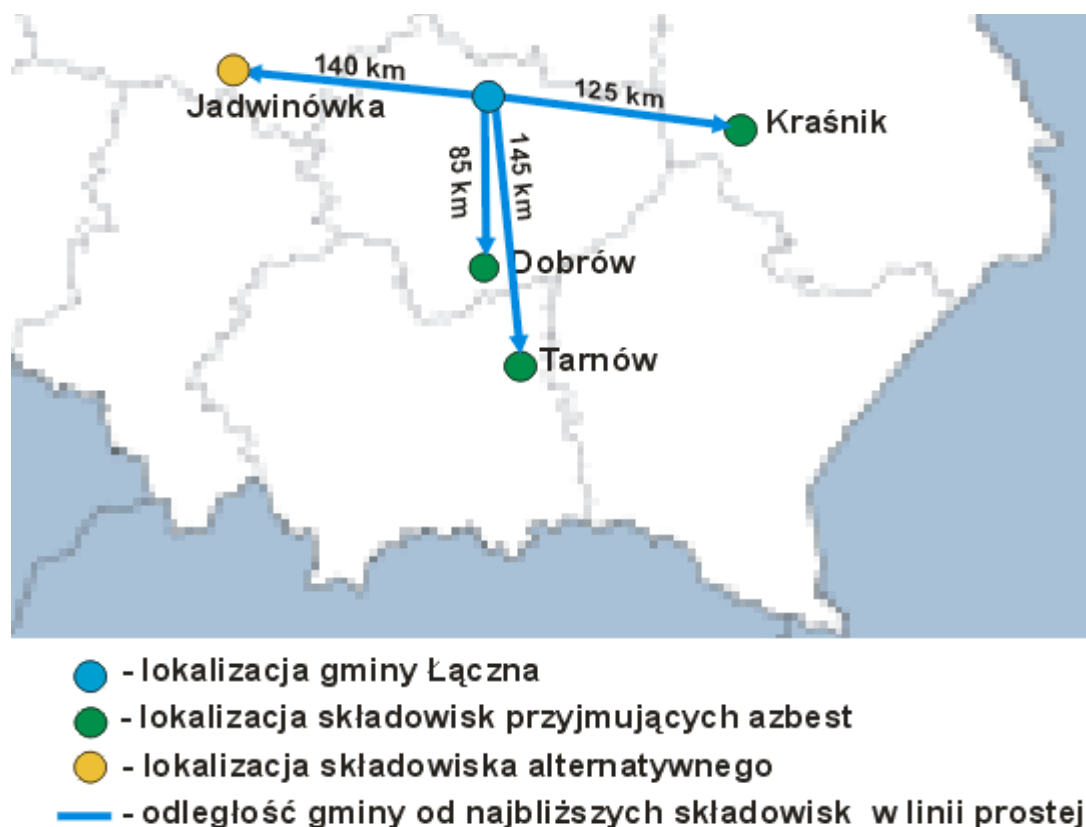 140 km
Jadwinówka
125 km
Kraśnik
85 km
145 km
Dobrów
Tarnów
- lokalizacja gminy Łączna
- lokalizacja składowisk przyjmujących azbest
- lokalizacja składowiska alternatywnego
- odległość gminy od najbliższych składowisk w linii prostej